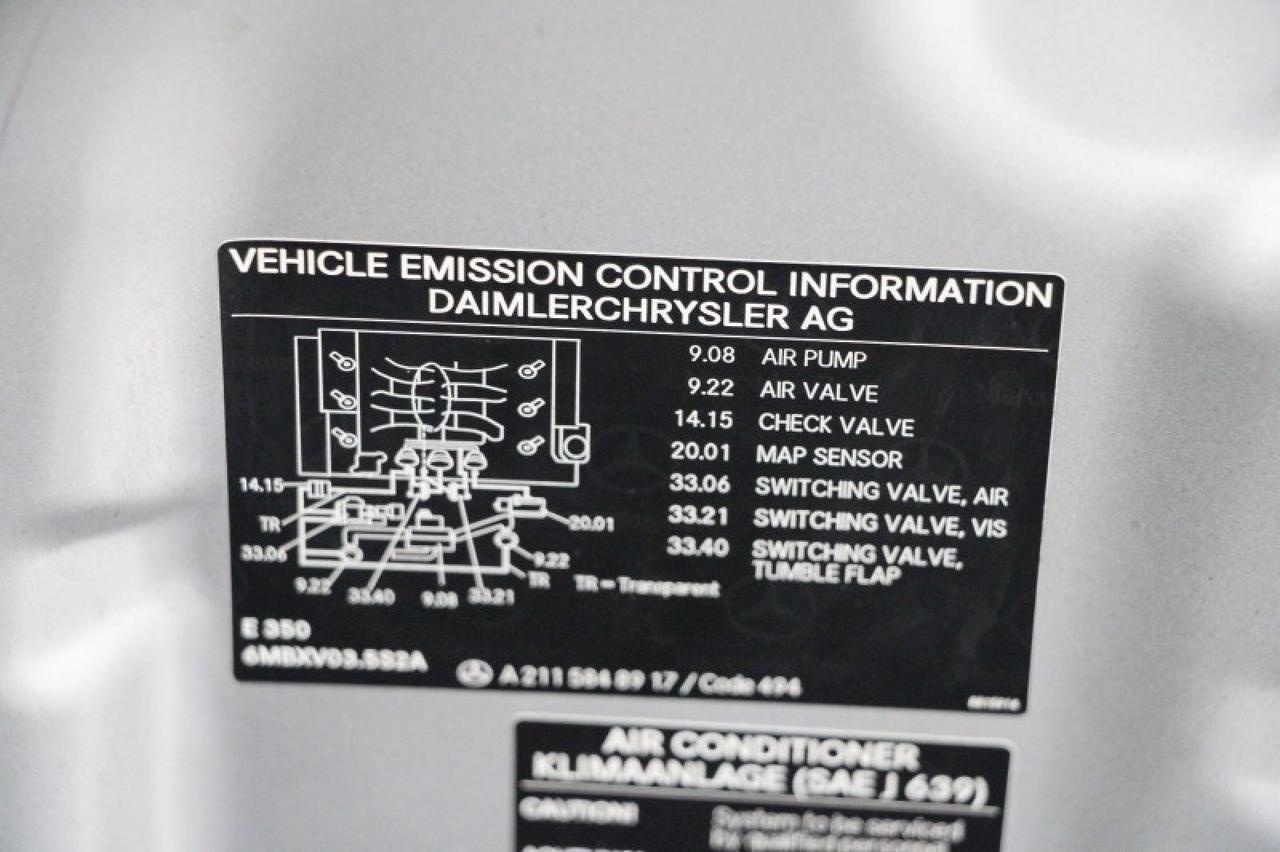 VEHICLE EMISSION CONTROL INFORMATION
DAIMLERCHRYSLER AG
9.08 AIR PUMP
9.22 AIR VALVE
14.15 CHECK VALVE
20.01 MAP SENSOR
33.06 SWITCHING VALVE, AIR
33.21 SWITCHING VALVE, VIS
33.40 SWITCHING VALVE,
TUMBLE FLAP
14.15
TR
20.01
33.06
9.22
9.22
33.40
9.08
33.21
TR
TR = Transparent
E 350
6MBXV03.5S2A
A 211 584 89 17 / Code 494
AIR CONDITIONER
KLIMAANLAGE (SAE J 639)
CAUTION!
System to be serviced
by qualified personnel